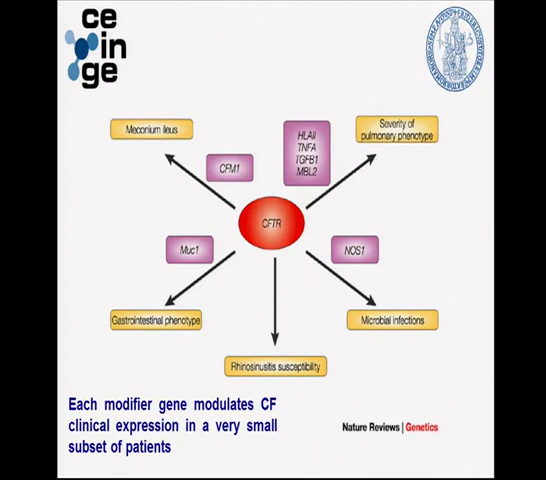 ce
in
ge
Meconium ileus
CFM1
HLAII
TNFA
TGFB1
MBL2
Severity of
pulmonary phenotype
CFTR
Muc1
NOS1
Gastrointestinal phenotype
Microbial infections
Rhinosinusitis susceptibility
Each modifier gene modulates CF
clinical expression in a very small
subset of patients
Nature Reviews | Genetics